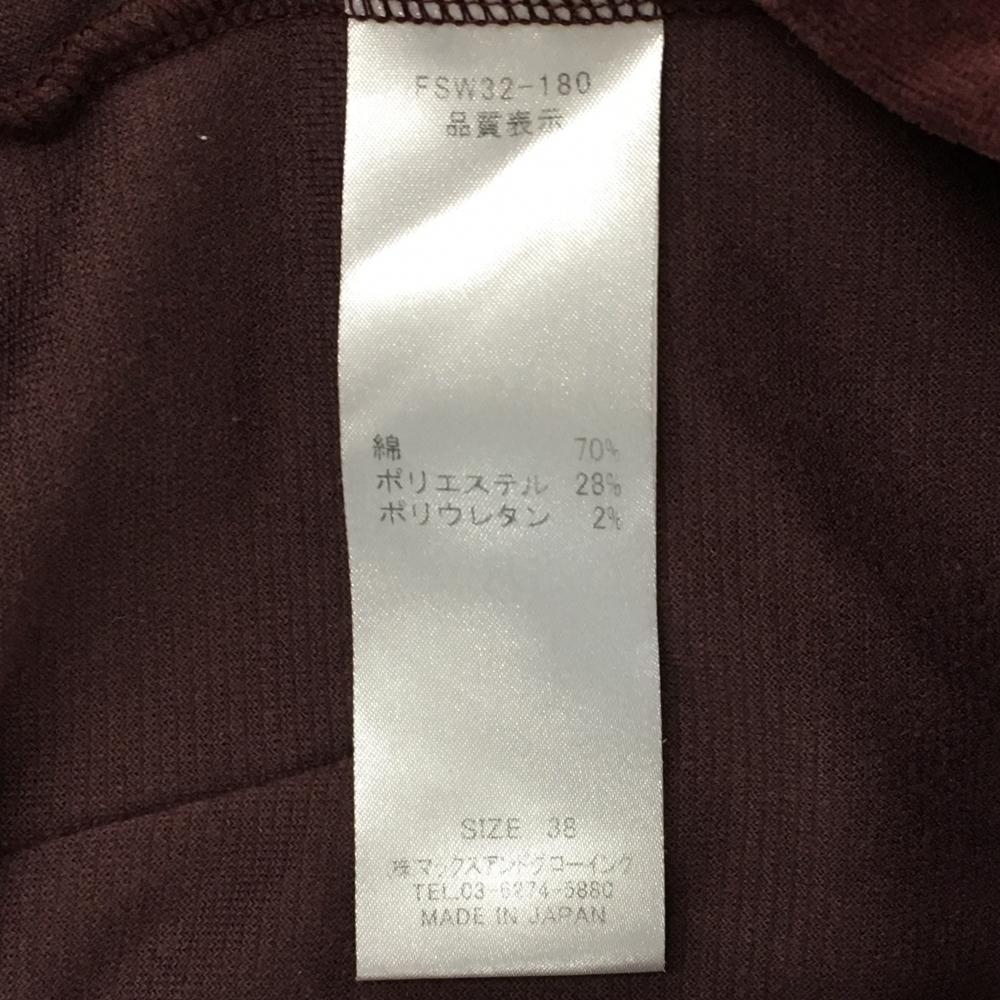 FSW32-180
品質表示
綿 70%
ポリエステル 28%
ポリウレタン 2%
SIZE 38
㈱マックスアンドグローイング
TEL.03-6274-5880
MADE IN JAPAN